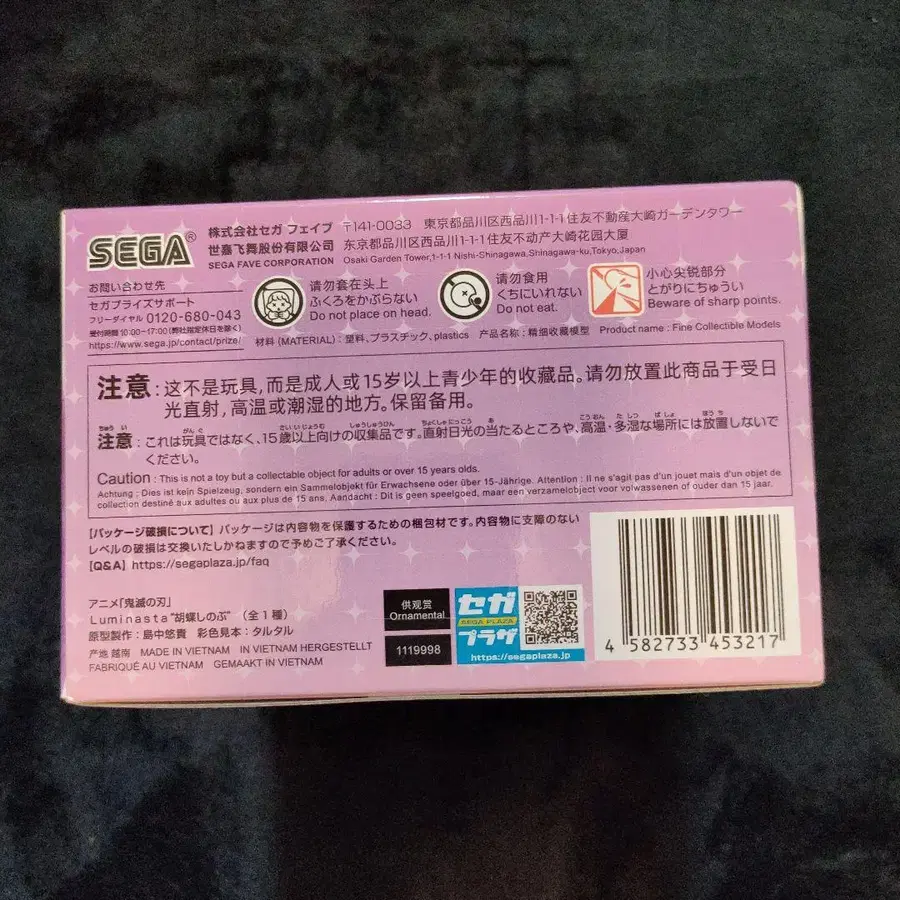 SEGA®
株式会社セガ フェイブ 〒141-0033 東京都品川区西品川1-1-1住友不動産大崎ガーデンタワー
世嘉飞舞股份有限公司 东京都品川区西品川1-1-1住友不动产大崎花园大厦
SEGA FAVE CORPORATION Osaki Garden Tower,1-1-1 Nishi-Shinagawa,Shinagawa-ku,Tokyo,Japan
お問い合わせ先
セガプライズサポート
フリーダイヤル 0120-680-043
受付時間10:00~17:00(弊社指定休日を除く)
https://www.sega.jp/contact/prize/
请勿套在头上
ふくろをかぶらない
Do not place on head.
请勿食用
くちにいれない
Do not eat.
小心尖锐部分
とがりにちゅうい
Beware of sharp points.
材料(MATERIAL):塑料,プラスチック,plastics 产品名称:精细收藏模型 Product name : Fine Collectible Models
注意:这不是玩具,而是成人或15岁以上青少年的收藏品。请勿放置此商品于受日
光直射,高温或潮湿的地方。保留备用。
注意:これは玩具ではなく、15歳以上向けの収集品です。直射日光の当たるところや、高温・多湿な場所には放置しないで
ください。
Caution : This is not a toy but a collectable object for adults or over 15 years old.
Achtung : Dies ist kein Spielzeug, sondern ein Sammelobjekt für Erwachsene oder über 15-Jährige. Attention : Il ne s'agit pas d'un jouet mais d'un objet de
collection destiné aux adultes ou aux plus de 15 ans. Aandacht : Dit is geen speelgoed, maar een verzamelobject voor volwassenen of ouder dan 15 jaar.
【パッケージ破損について】パッケージは内容物を保護するための梱包材です。内容物に支障のない
レベルの破損は交換いたしかねますので予めご了承ください。
【Q&A】https://segaplaza.jp/faq
アニメ「鬼滅の刃」
Luminasta“胡蝶しのぶ” (全1種)
原型製作:島中悠貴 彩色見本:タルタル
产地 越南 MADE IN VIETNAM IN VIETNAM HERGESTELLT
FABRIQUÉ AU VIETNAM GEMAAKT IN VIETNAM
供观赏
Ornamental
1119998
セガ
SEGA PLAZA
プラザ
https://segaplaza.jp
4 582733 453217